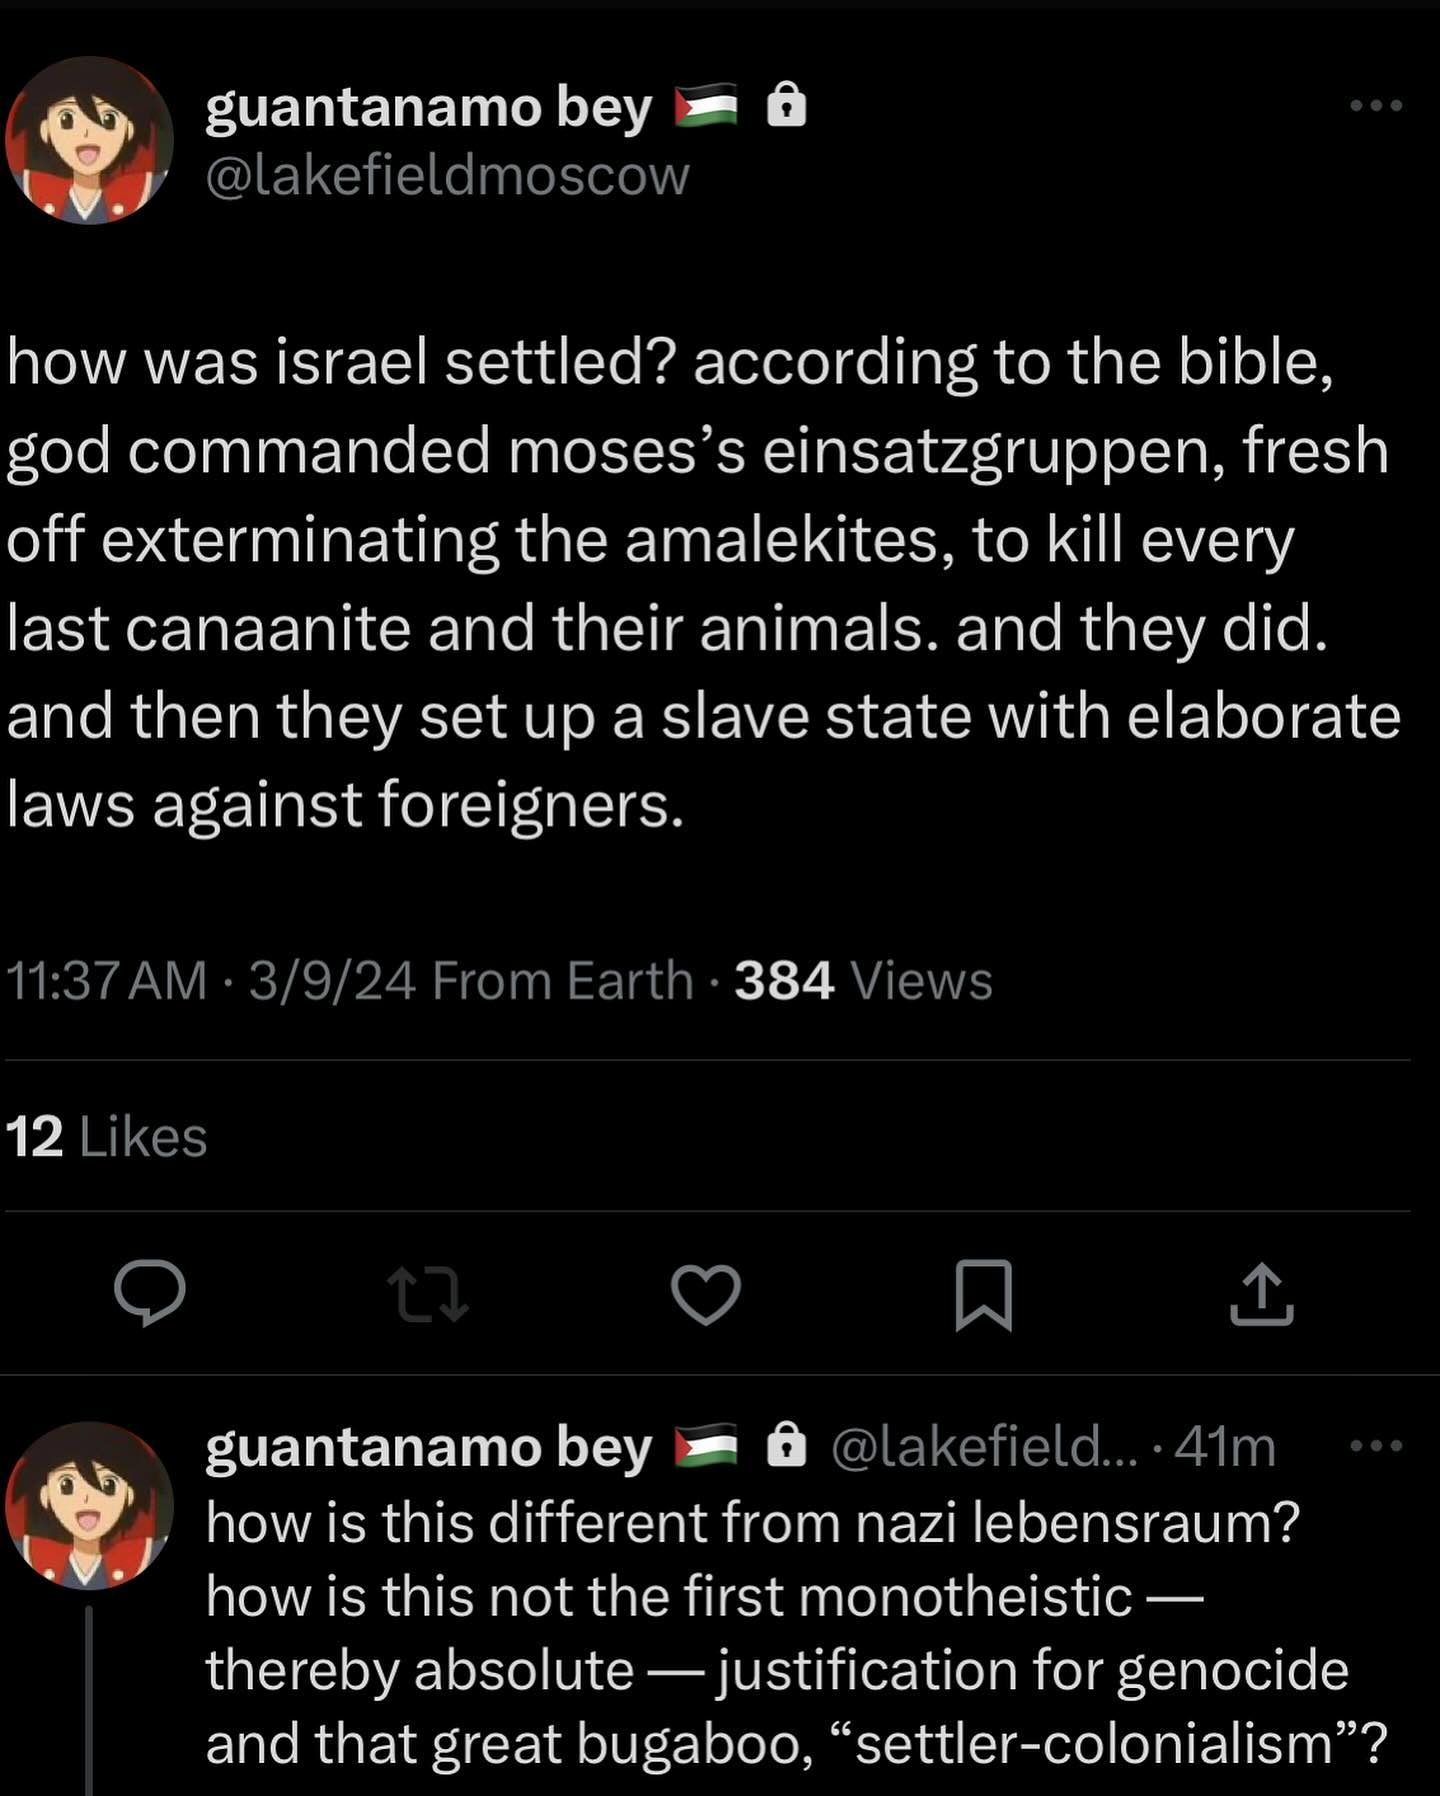 guantanamo bey 🇵🇸 🔒
@lakefieldmoscow
how was israel settled? according to the bible,
god commanded moses’s einsatzgruppen, fresh
off exterminating the amalekites, to kill every
last canaanite and their animals. and they did.
and then they set up a slave state with elaborate
laws against foreigners.
11:37 AM · 3/9/24 From Earth · 384 Views
12 Likes
guantanamo bey 🇵🇸 🔒 @lakefield... · 41m
how is this different from nazi lebensraum?
how is this not the first monotheistic —
thereby absolute — justification for genocide
and that great bugaboo, “settler-colonialism”?